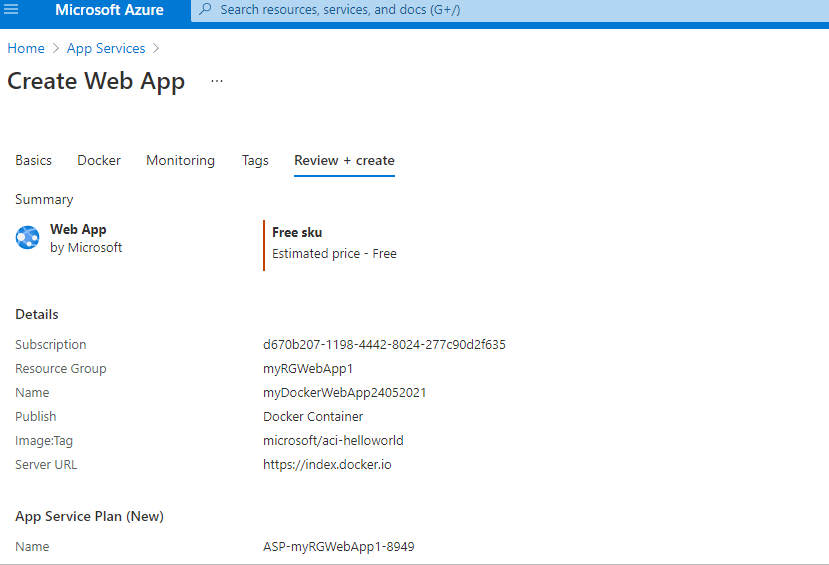 Microsoft Azure
Search resources, services, and docs (G+/)
Home > App Services >
Create Web App ...
Basics Docker Monitoring Tags Review + create
Summary
Web App
by Microsoft
Free sku
Estimated price - Free
Details
Subscription d670b207-1198-4442-8024-277c90d2f635
Resource Group myRGWebApp1
Name myDockerWebApp24052021
Publish Docker Container
Image:Tag microsoft/aci-helloworld
Server URL https://index.docker.io
App Service Plan (New)
Name ASP-myRGWebApp1-8949